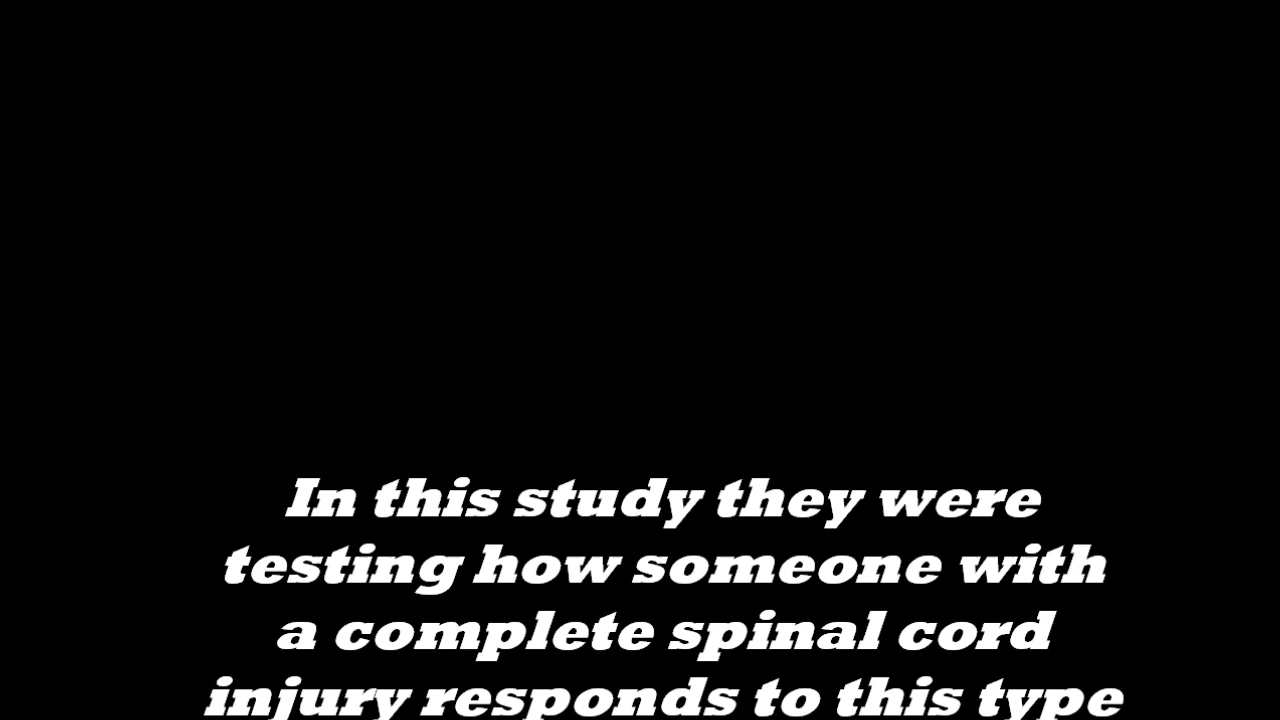 In this study they were
testing how someone with
a complete spinal cord
injury responds to this type